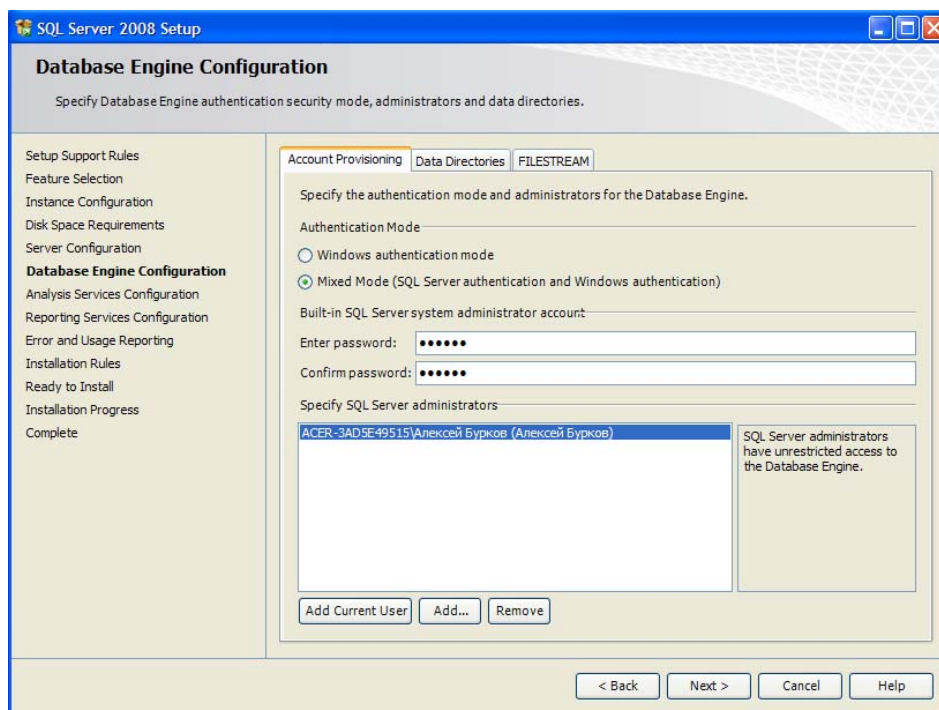 SQL Server 2008 Setup
Database Engine Configuration
Specify Database Engine authentication security mode, administrators and data directories.
Setup Support Rules
Feature Selection
Instance Configuration
Disk Space Requirements
Server Configuration
Database Engine Configuration
Analysis Services Configuration
Reporting Services Configuration
Error and Usage Reporting
Installation Rules
Ready to Install
Installation Progress
Complete
Account Provisioning Data Directories FILESTREAM
Specify the authentication mode and administrators for the Database Engine.
Authentication Mode
Windows authentication mode
Mixed Mode (SQL Server authentication and Windows authentication)
Built-in SQL Server system administrator account
Enter password: ●●●●●●
Confirm password: ●●●●●●
Specify SQL Server administrators
ACER-3AD5E49515\Алексей Бурков (Алексей Бурков)
SQL Server administrators
have unrestricted access to
the Database Engine.
Add Current User Add... Remove
< Back Next > Cancel Help